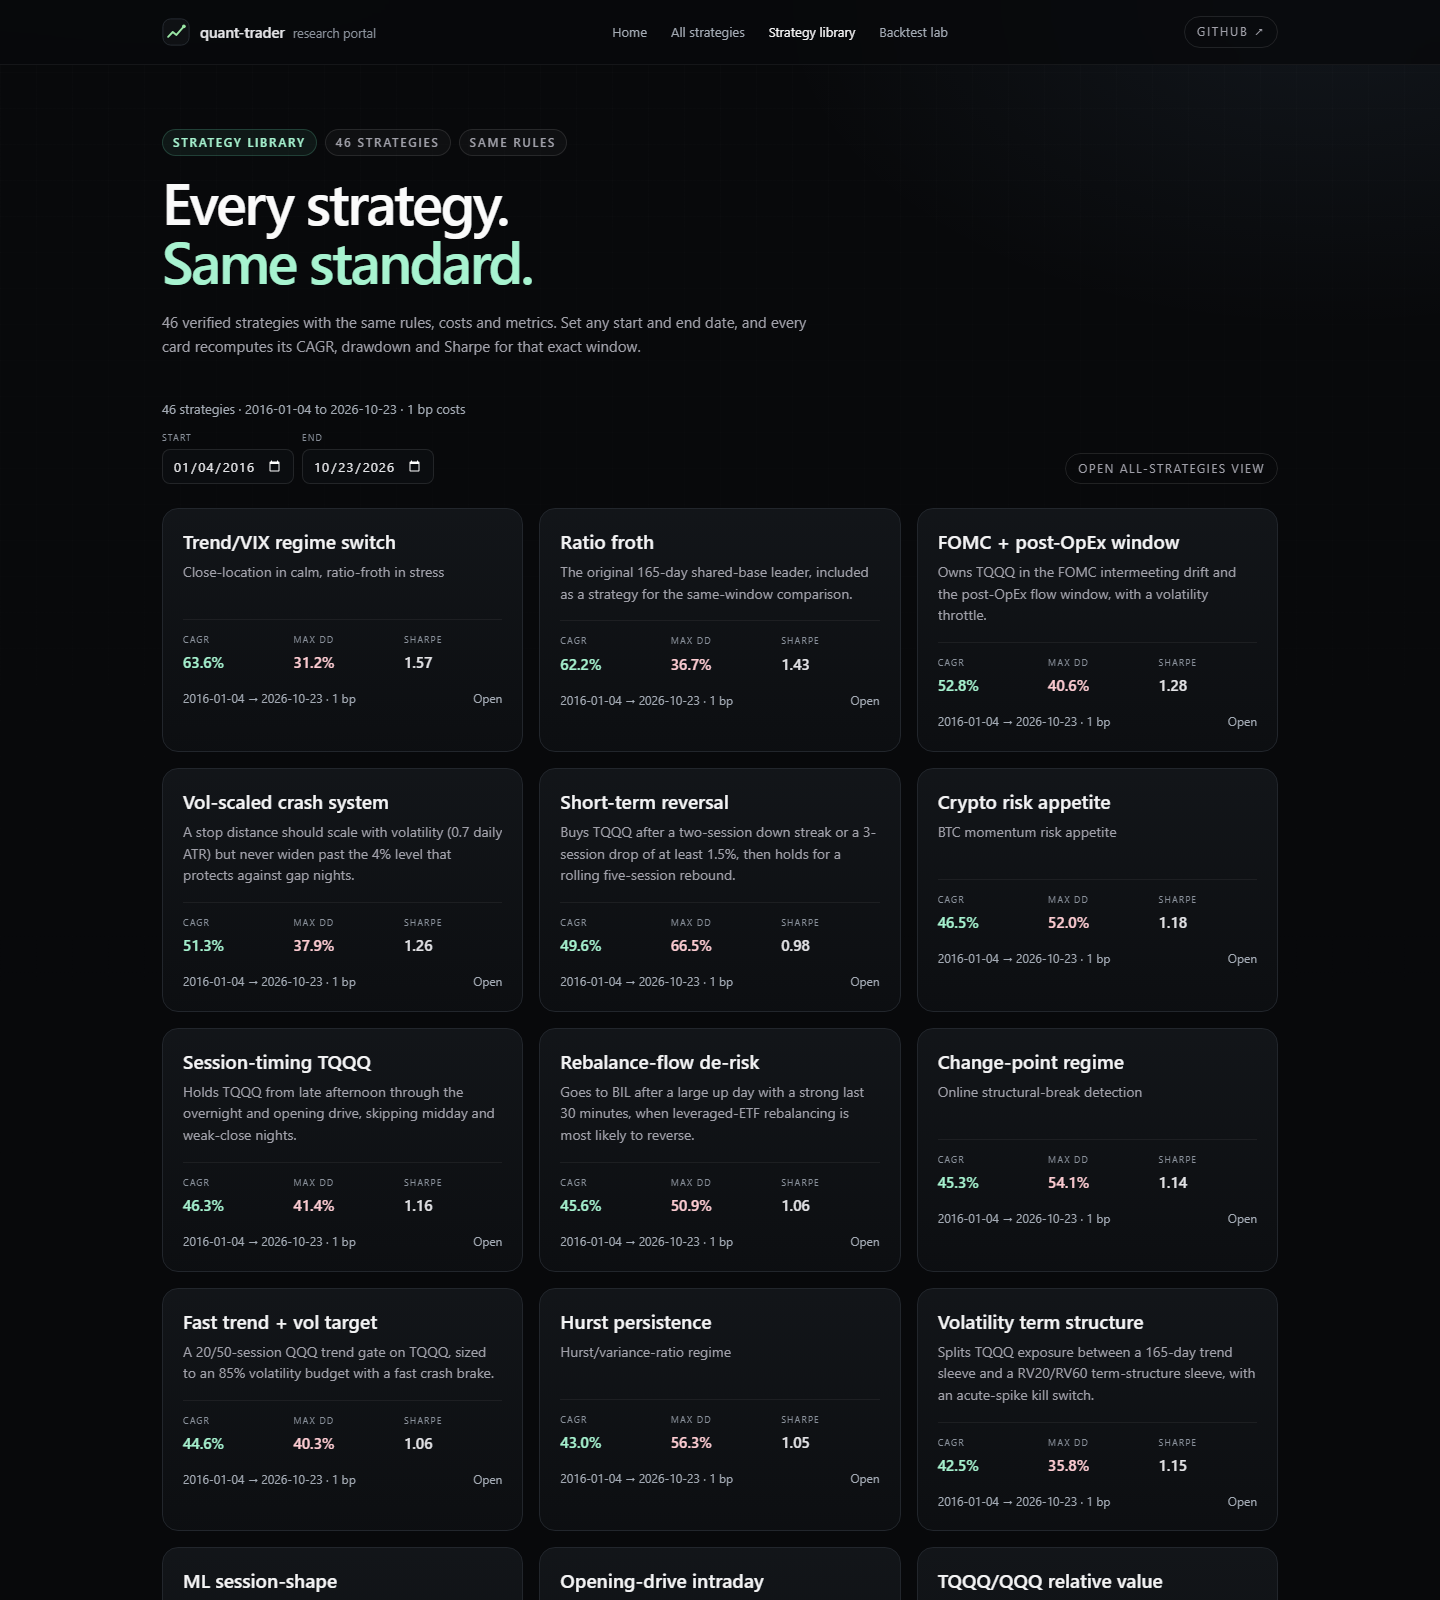 quant-trader research portal
Home
All strategies
Strategy library
Backtest lab
GITHUB ↗
STRATEGY LIBRARY
46 STRATEGIES
SAME RULES
Every strategy.
Same standard.
46 verified strategies with the same rules, costs and metrics. Set any start and end date, and every
card recomputes its CAGR, drawdown and Sharpe for that exact window.
46 strategies · 2016-01-04 to 2026-10-23 · 1 bp costs
START
END
01/04/2016
10/23/2026
OPEN ALL-STRATEGIES VIEW
Trend/VIX regime switch
Close-location in calm, ratio-froth in stress
CAGR
MAX DD
SHARPE
63.6%
31.2%
1.57
2016-01-04 → 2026-10-23 · 1 bp
Open
Ratio froth
The original 165-day shared-base leader, included
as a strategy for the same-window comparison.
CAGR
MAX DD
SHARPE
62.2%
36.7%
1.43
2016-01-04 → 2026-10-23 · 1 bp
Open
FOMC + post-OpEx window
Owns TQQQ in the FOMC intermeeting drift and
the post-OpEx flow window, with a volatility
throttle.
CAGR
MAX DD
SHARPE
52.8%
40.6%
1.28
2016-01-04 → 2026-10-23 · 1 bp
Open
Vol-scaled crash system
A stop distance should scale with volatility (0.7 daily
ATR) but never widen past the 4% level that
protects against gap nights.
CAGR
MAX DD
SHARPE
51.3%
37.9%
1.26
2016-01-04 → 2026-10-23 · 1 bp
Open
Short-term reversal
Buys TQQQ after a two-session down streak or a 3-
session drop of at least 1.5%, then holds for a
rolling five-session rebound.
CAGR
MAX DD
SHARPE
49.6%
66.5%
0.98
2016-01-04 → 2026-10-23 · 1 bp
Open
Crypto risk appetite
BTC momentum risk appetite
CAGR
MAX DD
SHARPE
46.5%
52.0%
1.18
2016-01-04 → 2026-10-23 · 1 bp
Open
Session-timing TQQQ
Holds TQQQ from late afternoon through the
overnight and opening drive, skipping midday and
weak-close nights.
CAGR
MAX DD
SHARPE
46.3%
41.4%
1.16
2016-01-04 → 2026-10-23 · 1 bp
Open
Rebalance-flow de-risk
Goes to BIL after a large up day with a strong last
30 minutes, when leveraged-ETF rebalancing is
most likely to reverse.
CAGR
MAX DD
SHARPE
45.6%
50.9%
1.06
2016-01-04 → 2026-10-23 · 1 bp
Open
Change-point regime
Online structural-break detection
CAGR
MAX DD
SHARPE
45.3%
54.1%
1.14
2016-01-04 → 2026-10-23 · 1 bp
Open
Fast trend + vol target
A 20/50-session QQQ trend gate on TQQQ, sized
to an 85% volatility budget with a fast crash brake.
CAGR
MAX DD
SHARPE
44.6%
40.3%
1.06
2016-01-04 → 2026-10-23 · 1 bp
Open
Hurst persistence
Hurst/variance-ratio regime
CAGR
MAX DD
SHARPE
43.0%
56.3%
1.05
2016-01-04 → 2026-10-23 · 1 bp
Open
Volatility term structure
Splits TQQQ exposure between a 165-day trend
sleeve and a RV20/RV60 term-structure sleeve, with
an acute-spike kill switch.
CAGR
MAX DD
SHARPE
42.5%
35.8%
1.15
2016-01-04 → 2026-10-23 · 1 bp
Open
ML session-shape
Opening-drive intraday
TQQQ/QQQ relative value